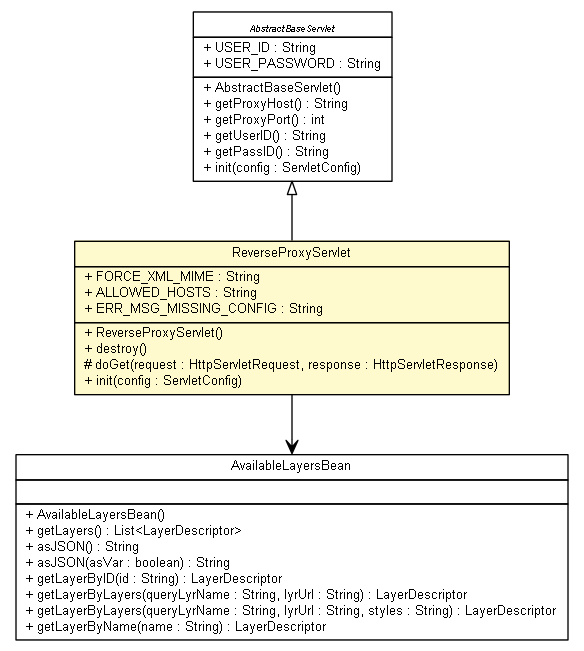 AbstractBaseServlet
+ USER_ID : String
+ USER_PASSWORD : String
+ AbstractBaseServlet()
+ getProxyHost() : String
+ getProxyPort() : int
+ getUserID() : String
+ getPassID() : String
+ init(config : ServletConfig)
ReverseProxyServlet
+ FORCE_XML_MIME : String
+ ALLOWED_HOSTS : String
+ ERR_MSG_MISSING_CONFIG : String
+ ReverseProxyServlet()
+ destroy()
# doGet(request : HttpServletRequest, response : HttpServletResponse)
+ init(config : ServletConfig)
AvailableLayersBean
+ AvailableLayersBean()
+ getLayers() : List<LayerDescriptor>
+ asJSON() : String
+ asJSON(asVar : boolean) : String
+ getLayerByID(id : String) : LayerDescriptor
+ getLayerByLayers(queryLyrName : String, lyrUrl : String) : LayerDescriptor
+ getLayerByLayers(queryLyrName : String, lyrUrl : String, styles : String) : LayerDescriptor
+ getLayerByName(name : String) : LayerDescriptor